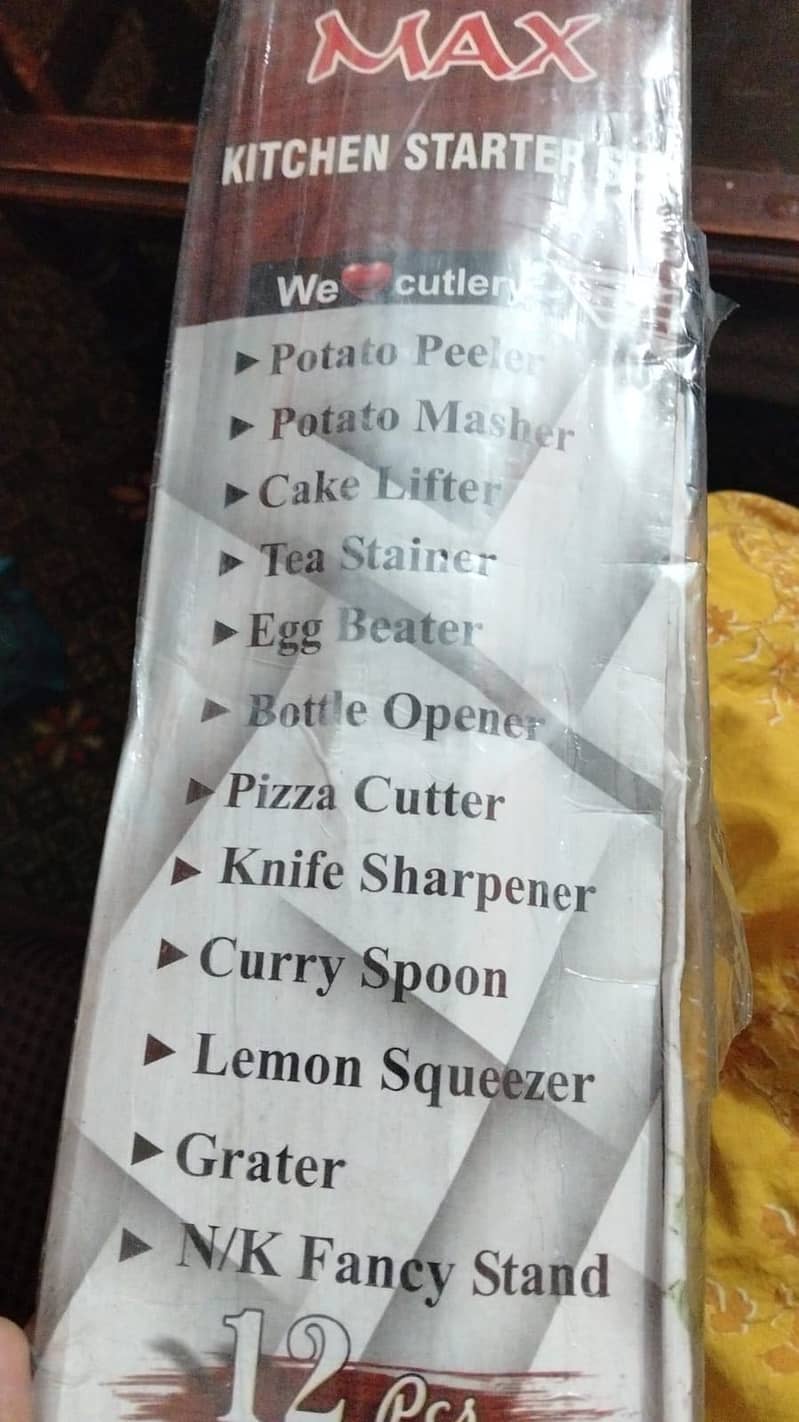 MAX
KITCHEN STARTER
We cutlery
Potato Peeler
Potato Masher
Cake Lifter
Tea Stainer
Egg Beater
Bottle Opener
Pizza Cutter
Knife Sharpener
Curry Spoon
Lemon Squeezer
Grater
N/K Fancy Stand
12 Pcs